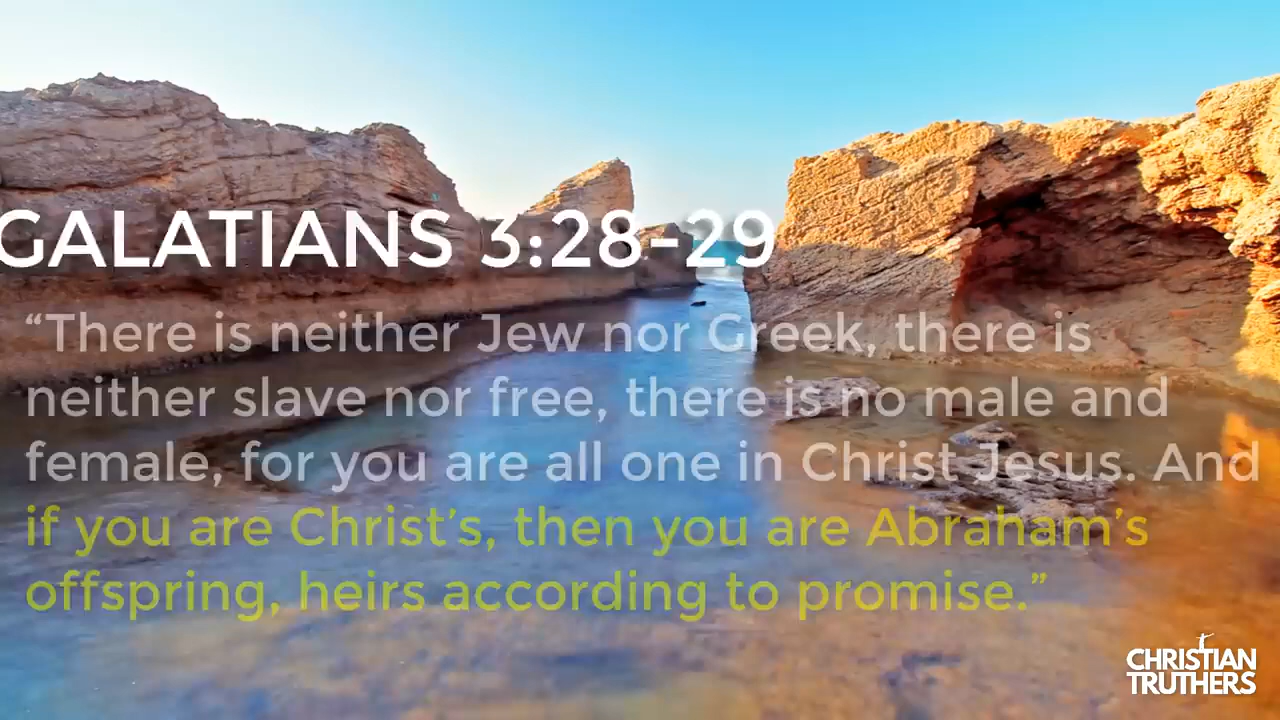 GALATIANS 3:28-29
“There is neither Jew nor Greek, there is
neither slave nor free, there is no male and
female, for you are all one in Christ Jesus. And
if you are Christ’s, then you are Abraham’s
offspring, heirs according to promise.”
CHRISTIAN
TRUTHERS